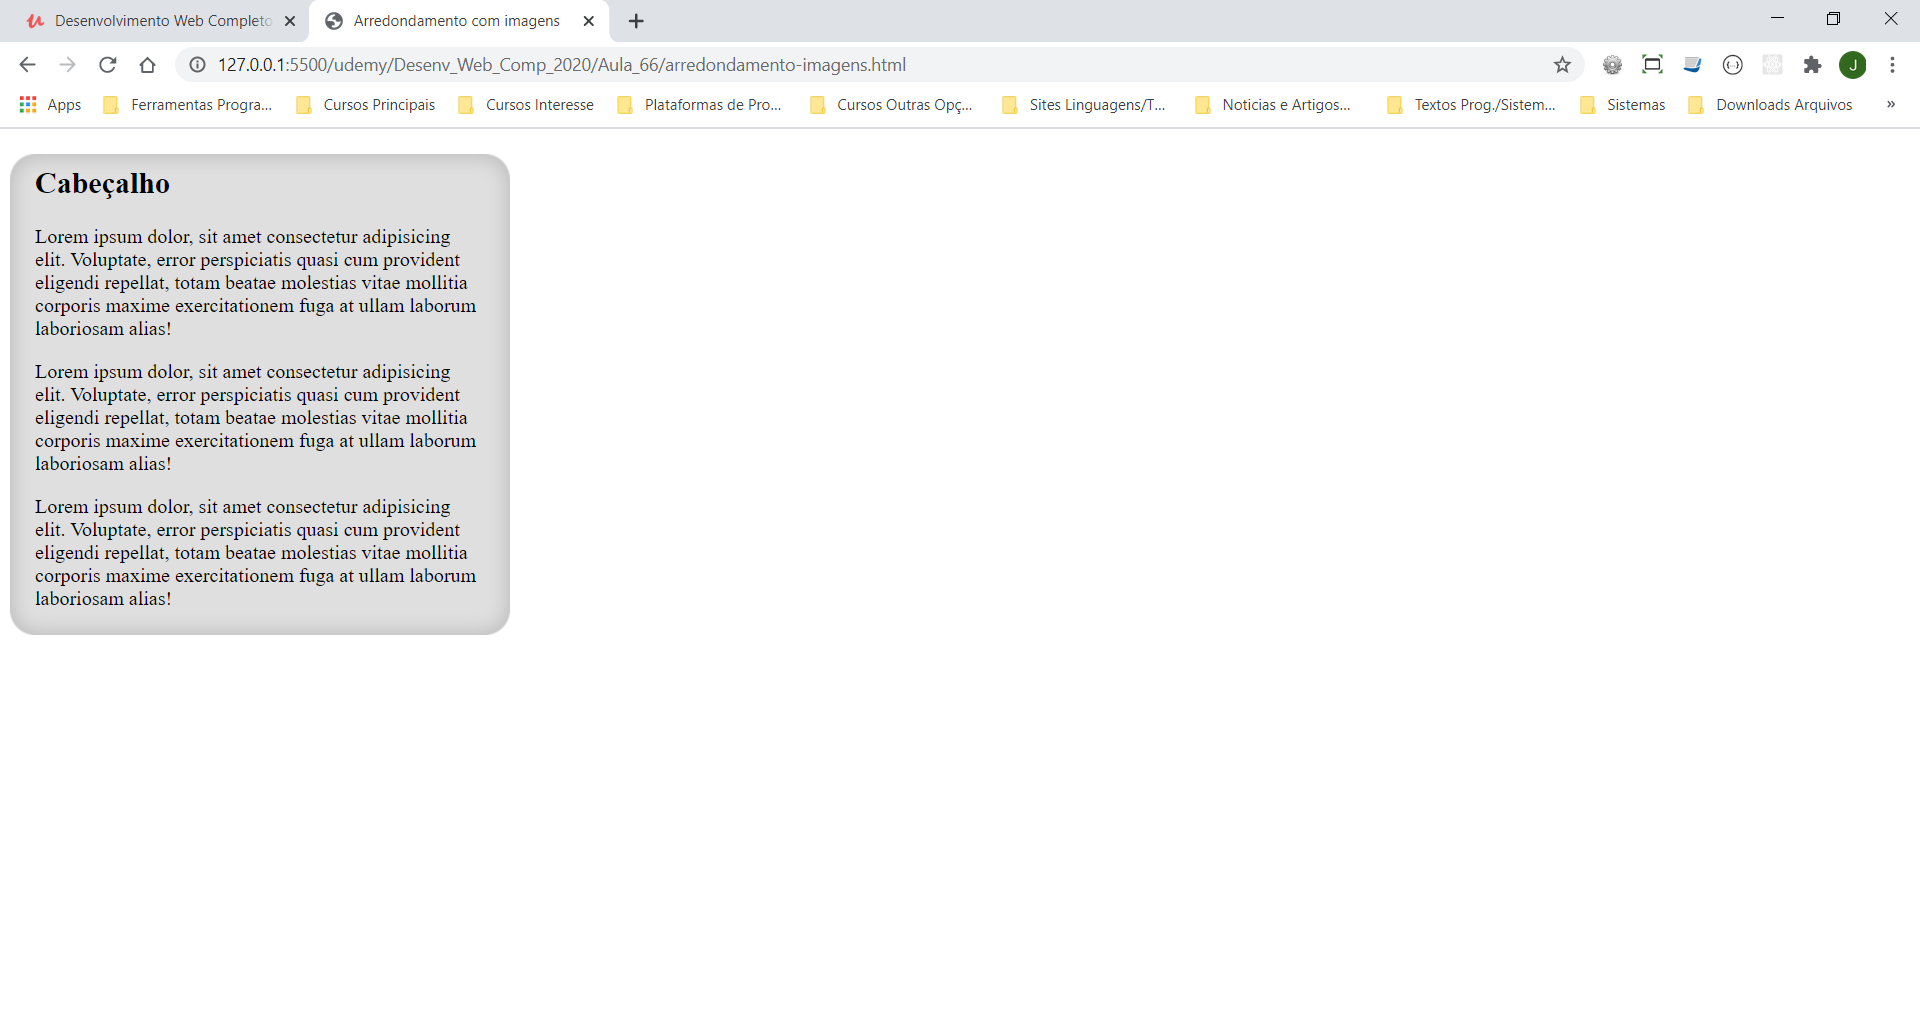 Desenvolvimento Web Completo
Arredondamento com imagens
127.0.0.1:5500/udemy/Desenv_Web_Comp_2020/Aula_66/arredondamento-imagens.html
J
Apps
Ferramentas Progra...
Cursos Principais
Cursos Interesse
Plataformas de Pro...
Cursos Outras Opç...
Sites Linguagens/T...
Noticias e Artigos...
Textos Prog./Sistem...
Sistemas
Downloads Arquivos
»
Cabeçalho
Lorem ipsum dolor, sit amet consectetur adipisicing
elit. Voluptate, error perspiciatis quasi cum provident
eligendi repellat, totam beatae molestias vitae mollitia
corporis maxime exercitationem fuga at ullam laborum
laboriosam alias!
Lorem ipsum dolor, sit amet consectetur adipisicing
elit. Voluptate, error perspiciatis quasi cum provident
eligendi repellat, totam beatae molestias vitae mollitia
corporis maxime exercitationem fuga at ullam laborum
laboriosam alias!
Lorem ipsum dolor, sit amet consectetur adipisicing
elit. Voluptate, error perspiciatis quasi cum provident
eligendi repellat, totam beatae molestias vitae mollitia
corporis maxime exercitationem fuga at ullam laborum
laboriosam alias!